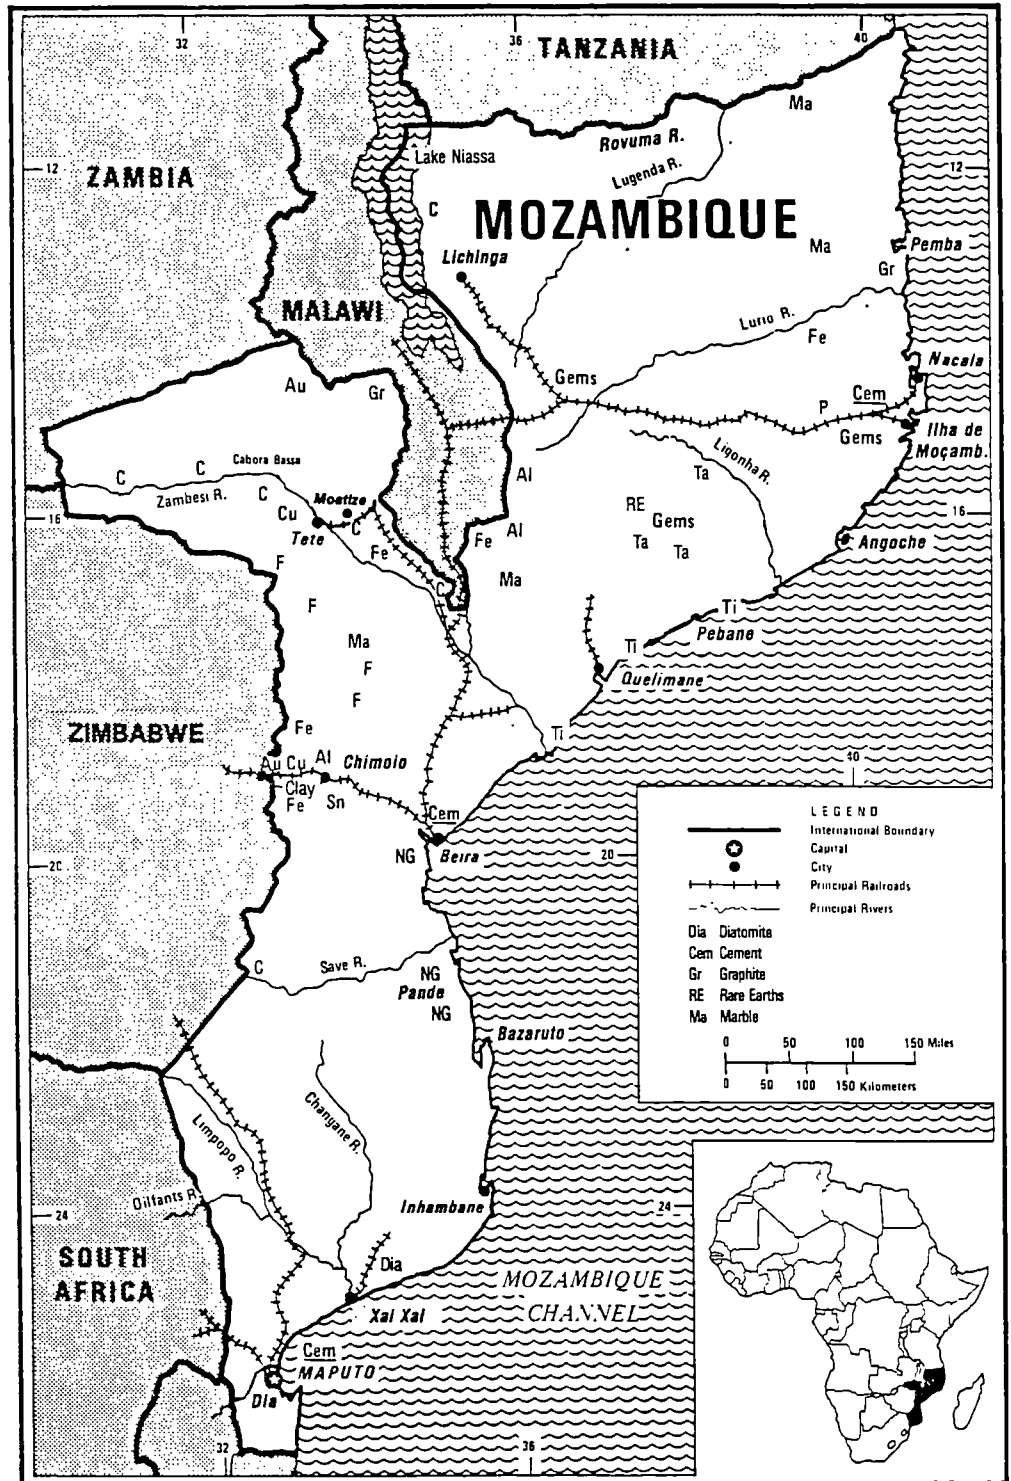 32
36
40
TANZANIA
Ma
Rovuma R.
Lake Niassa
Lugenda R.
12
12
ZAMBIA
C
MOZAMBIQUE
Ma
Pemba
Lichinga
Gr
MALAWI
Lurio R.
Fe
Nacala
Au
Gr
Gems
Cem
P
Gems
Ilha de
Moçamb.
Ligonha R.
C
C
Cabora Bassa
Al
Ta
Zambesi R.
C
Moatize
RE
Gems
16
Cu
C
16
Tete
Fe
Fe
Al
Ta
Ta
Angoche
F
Ma
C
F
Ti
Pebane
Ma
Ti
F
Quelimane
F
ZIMBABWE
Fe
Ti
Au Cu Al Chimoio
40
Clay
Fe
Sn
Cem
NG
Beira
20
20
LEGEND
International Boundary
Capital
City
Principal Railroads
Principal Rivers
Dia Diatomite
Cem Cement
Gr Graphite
RE Rare Earths
Ma Marble
0 50 100 150 Miles
0 50 100 150 Kilometers
C
Save R.
NG
Pande
NG
Bazaruto
Changane R.
Limpopo R.
Olifants R.
Inhambane
24
24
SOUTH
AFRICA
Dia
MOZAMBIQUE
CHANNEL
Xai Xai
Cem
MAPUTO
Dia
32
36